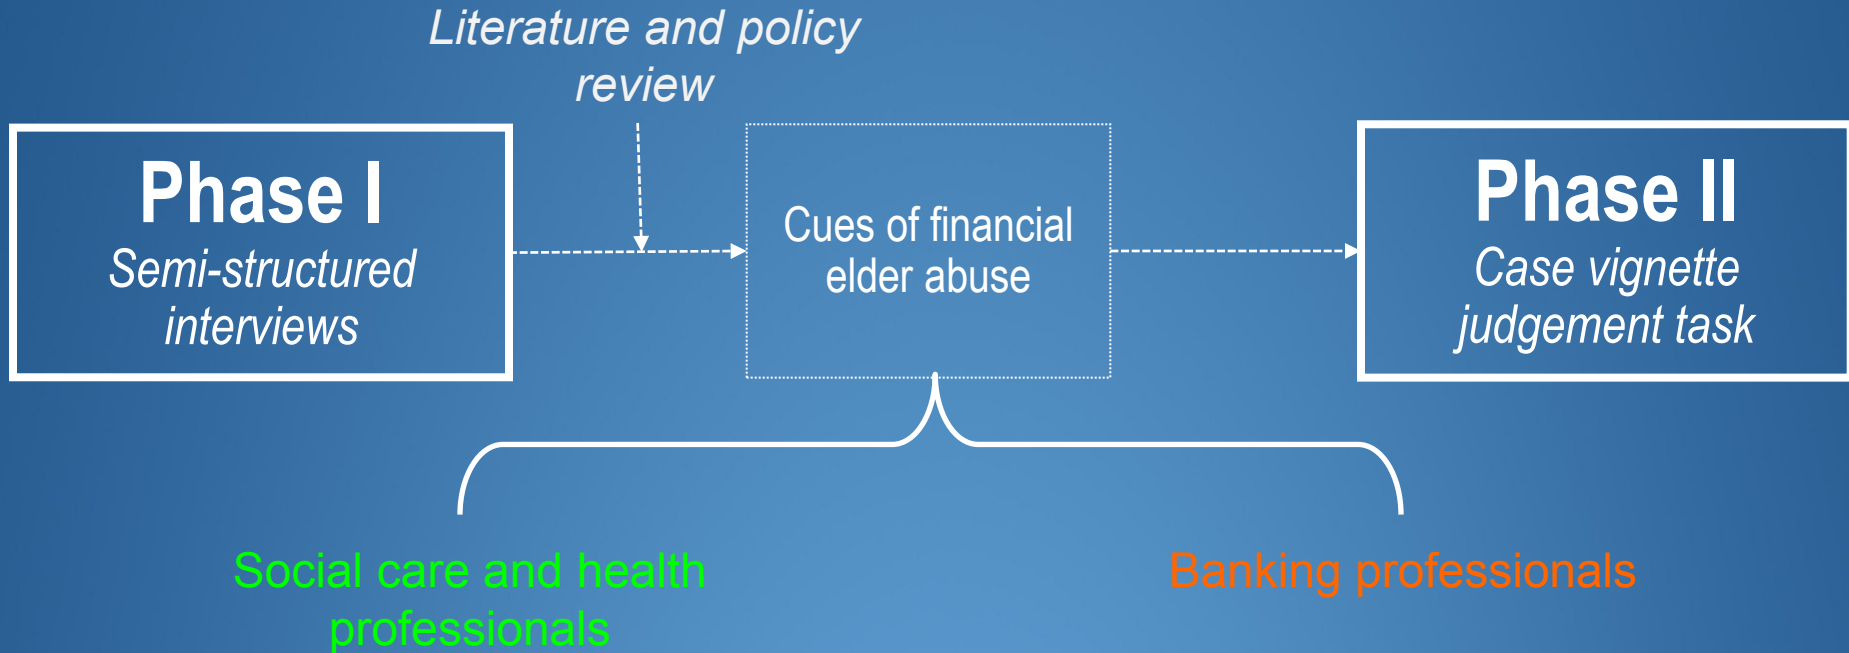 Literature and policy
review
Phase I
Semi-structured
interviews
Cues of financial
elder abuse
Phase II
Case vignette
judgement task
Social care and health
professionals
Banking professionals